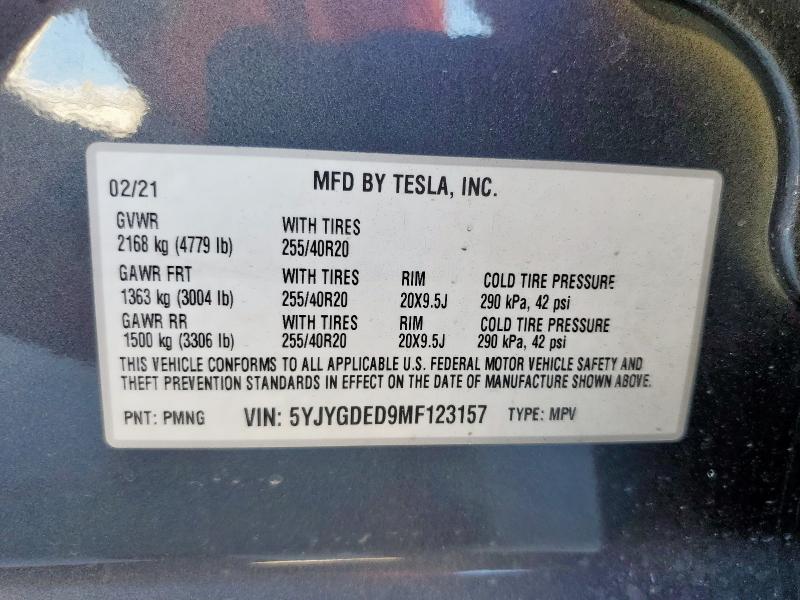 02/21 MFD BY TESLA, INC.
GVWR WITH TIRES
2168 kg (4779 lb) 255/40R20
GAWR FRT WITH TIRES RIM COLD TIRE PRESSURE
1363 kg (3004 lb) 255/40R20 20X9.5J 290 kPa, 42 psi
GAWR RR WITH TIRES RIM COLD TIRE PRESSURE
1500 kg (3306 lb) 255/40R20 20X9.5J 290 kPa, 42 psi
THIS VEHICLE CONFORMS TO ALL APPLICABLE U.S. FEDERAL MOTOR VEHICLE SAFETY AND
THEFT PREVENTION STANDARDS IN EFFECT ON THE DATE OF MANUFACTURE SHOWN ABOVE.
PNT: PMNG VIN: 5YJYGDED9MF123157 TYPE: MPV